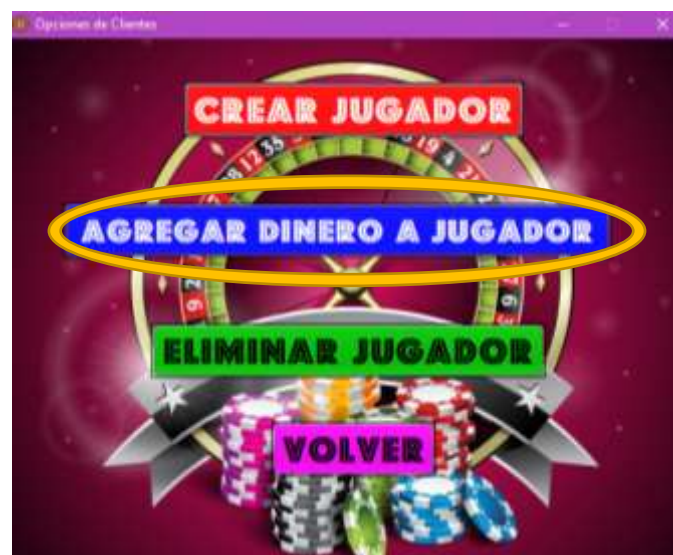 Opciones de Clientes
CREAR JUGADOR
AGREGAR DINERO A JUGADOR
ELIMINAR JUGADOR
VOLVER